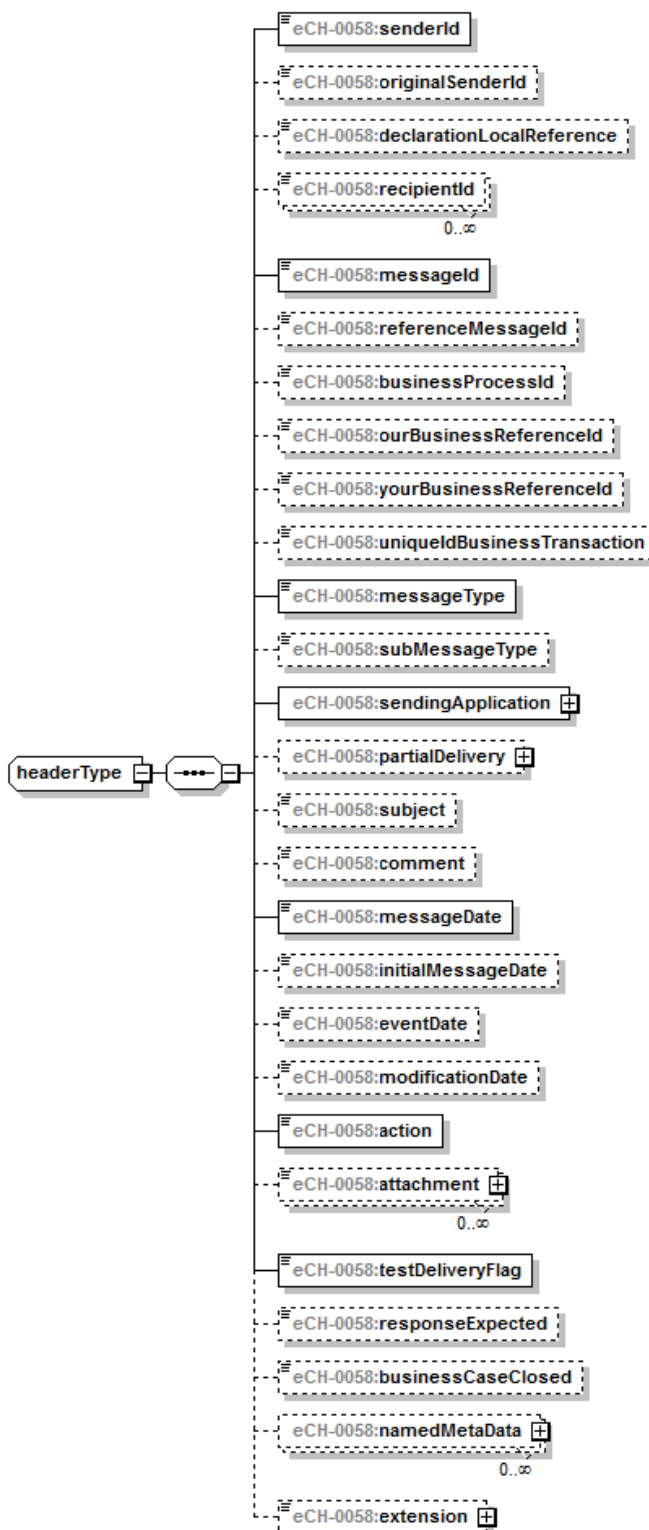 eCH-0058:senderId
eCH-0058:originalSenderId
eCH-0058:declarationLocalReference
eCH-0058:recipientId
0..∞
eCH-0058:messageId
eCH-0058:referenceMessageId
eCH-0058:businessProcessId
eCH-0058:ourBusinessReferenceId
eCH-0058:yourBusinessReferenceId
eCH-0058:uniqueIdBusinessTransaction
eCH-0058:messageType
eCH-0058:subMessageType
eCH-0058:sendingApplication
headerType
eCH-0058:partialDelivery
eCH-0058:subject
eCH-0058:comment
eCH-0058:messageDate
eCH-0058:initialMessageDate
eCH-0058:eventDate
eCH-0058:modificationDate
eCH-0058:action
eCH-0058:attachment
0..∞
eCH-0058:testDeliveryFlag
eCH-0058:responseExpected
eCH-0058:businessCaseClosed
eCH-0058:namedMetaData
0..∞
eCH-0058:extension